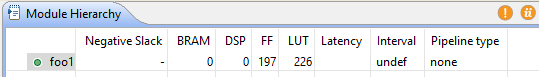 Module Hierarchy
Negative Slack BRAM DSP FF LUT Latency Interval Pipeline type
foo1 - 0 0 197 226 undef none